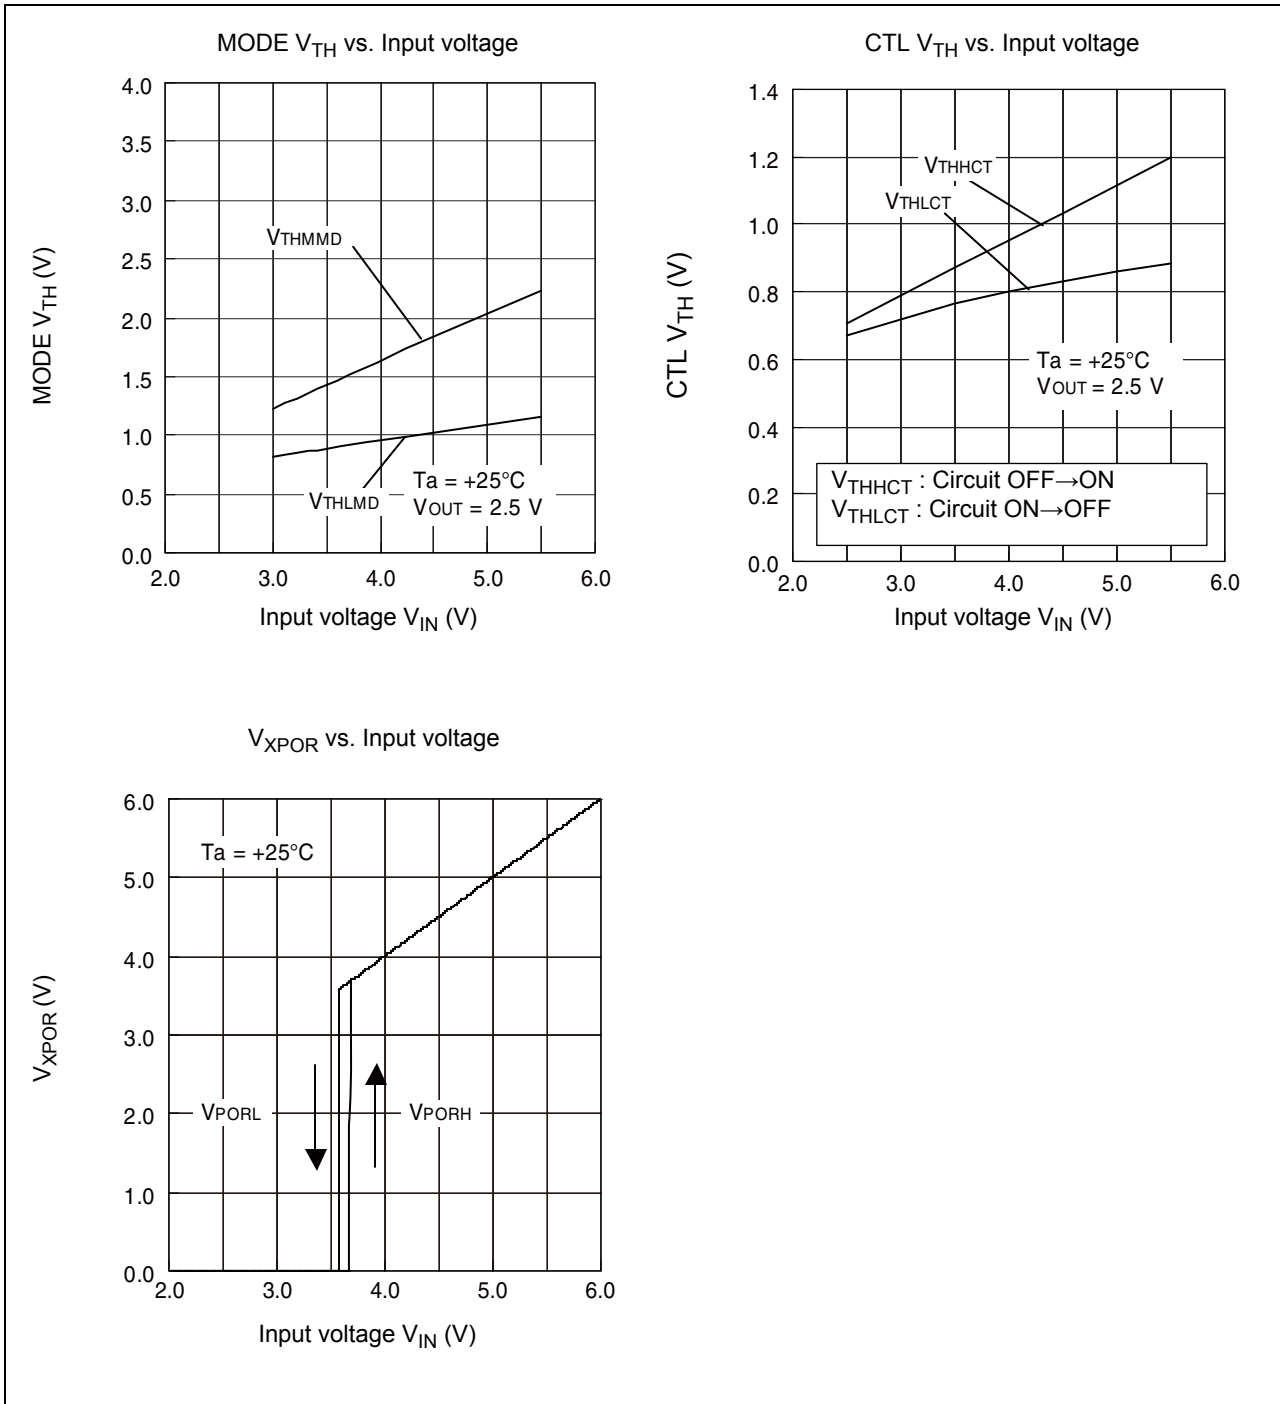 MODE VTH vs. Input voltage
4.0
3.5
3.0
2.5
2.0
1.5
1.0
0.5
0.0
MODE VTH (V)
VTHMMD
VTHLMD
Ta = +25°C
VOUT = 2.5 V
2.0 3.0 4.0 5.0 6.0
Input voltage VIN (V)
CTL VTH vs. Input voltage
1.4
1.2
1.0
0.8
0.6
0.4
0.2
0.0
CTL VTH (V)
VTHHCT
VTHLCT
Ta = +25°C
VOUT = 2.5 V
VTHHCT : Circuit OFF→ON
VTHLCT : Circuit ON→OFF
2.0 3.0 4.0 5.0 6.0
Input voltage VIN (V)
VXPOR vs. Input voltage
6.0
5.0
4.0
3.0
2.0
1.0
0.0
VXPOR (V)
Ta = +25°C
VPORL
VPORH
2.0 3.0 4.0 5.0 6.0
Input voltage VIN (V)